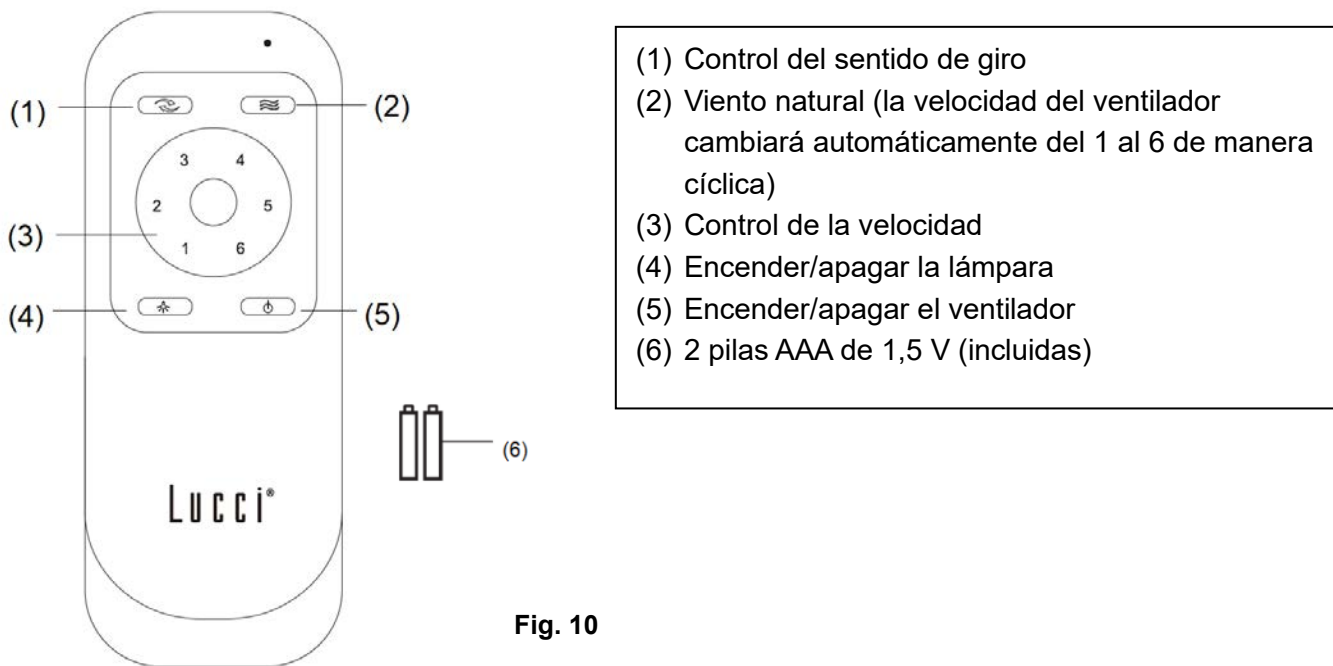 (1)
(2)
3 4
2 5
(3)
1 6
(4)
(5)
(6)
Lucci®
Fig. 10
(1) Control del sentido de giro
(2) Viento natural (la velocidad del ventilador
cambiará automáticamente del 1 al 6 de manera
cíclica)
(3) Control de la velocidad
(4) Encender/apagar la lámpara
(5) Encender/apagar el ventilador
(6) 2 pilas AAA de 1,5 V (incluidas)